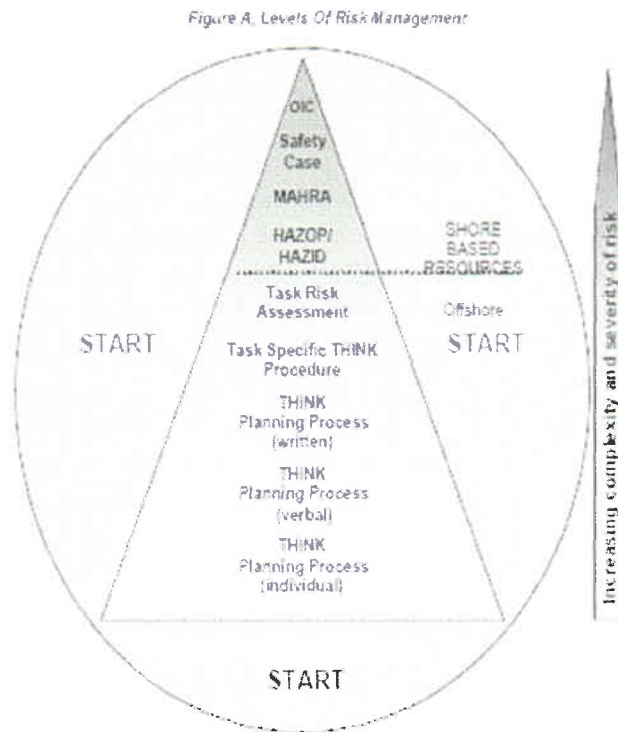 Figure A, Levels Of Risk Management
OIC
Safety
Case
MAHRA
HAZOP/
HAZID
SHORE
BASED
RESOURCES
Task Risk
Assessment
Offshore
START
START
Task Specific THINK
Procedure
THINK
Planning Process
(written)
THINK
Planning Process
(verbal)
THINK
Planning Process
(individual)
START
Increasing complexity and severity of risk